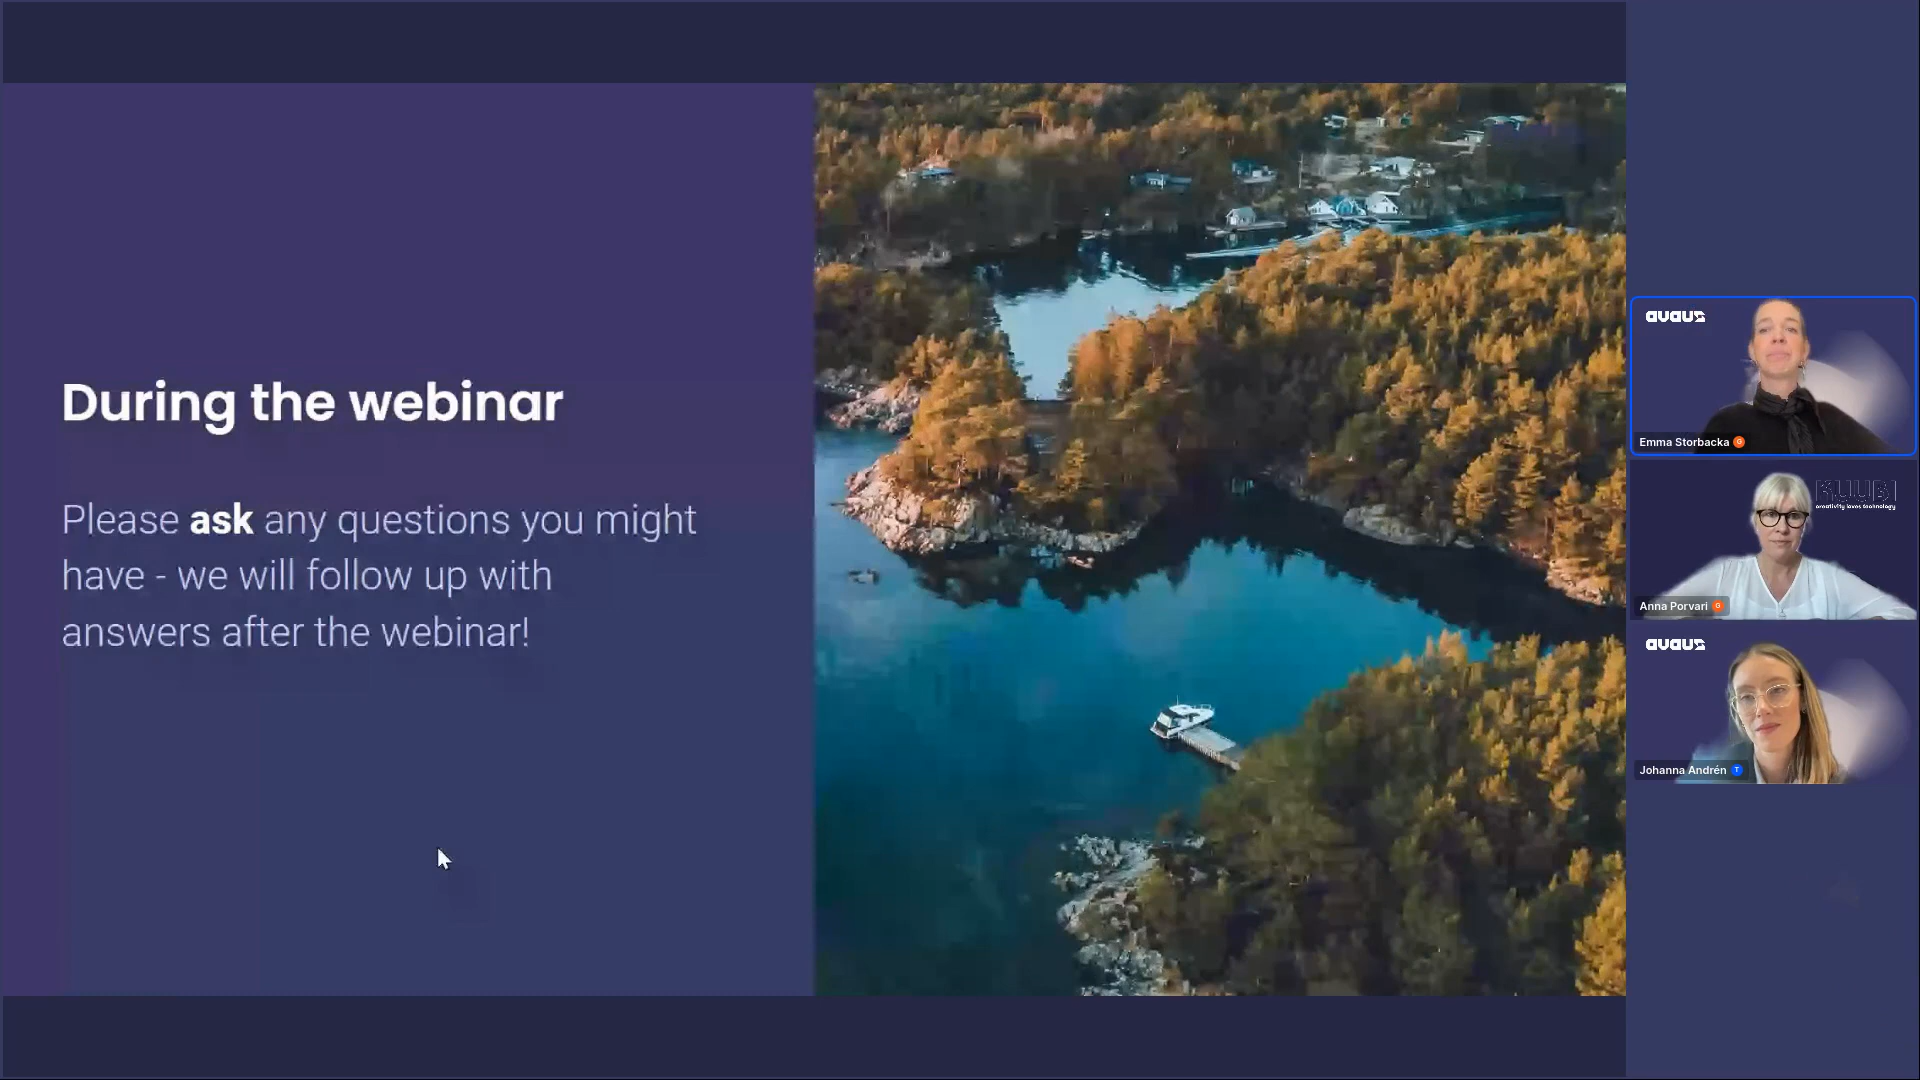 During the webinar
Please ask any questions you might
have - we will follow up with
answers after the webinar!
avaus
Emma Storbacka G
KUUBI
creativity loves technology
Anna Porvari G
avaus
Johanna Andrén T